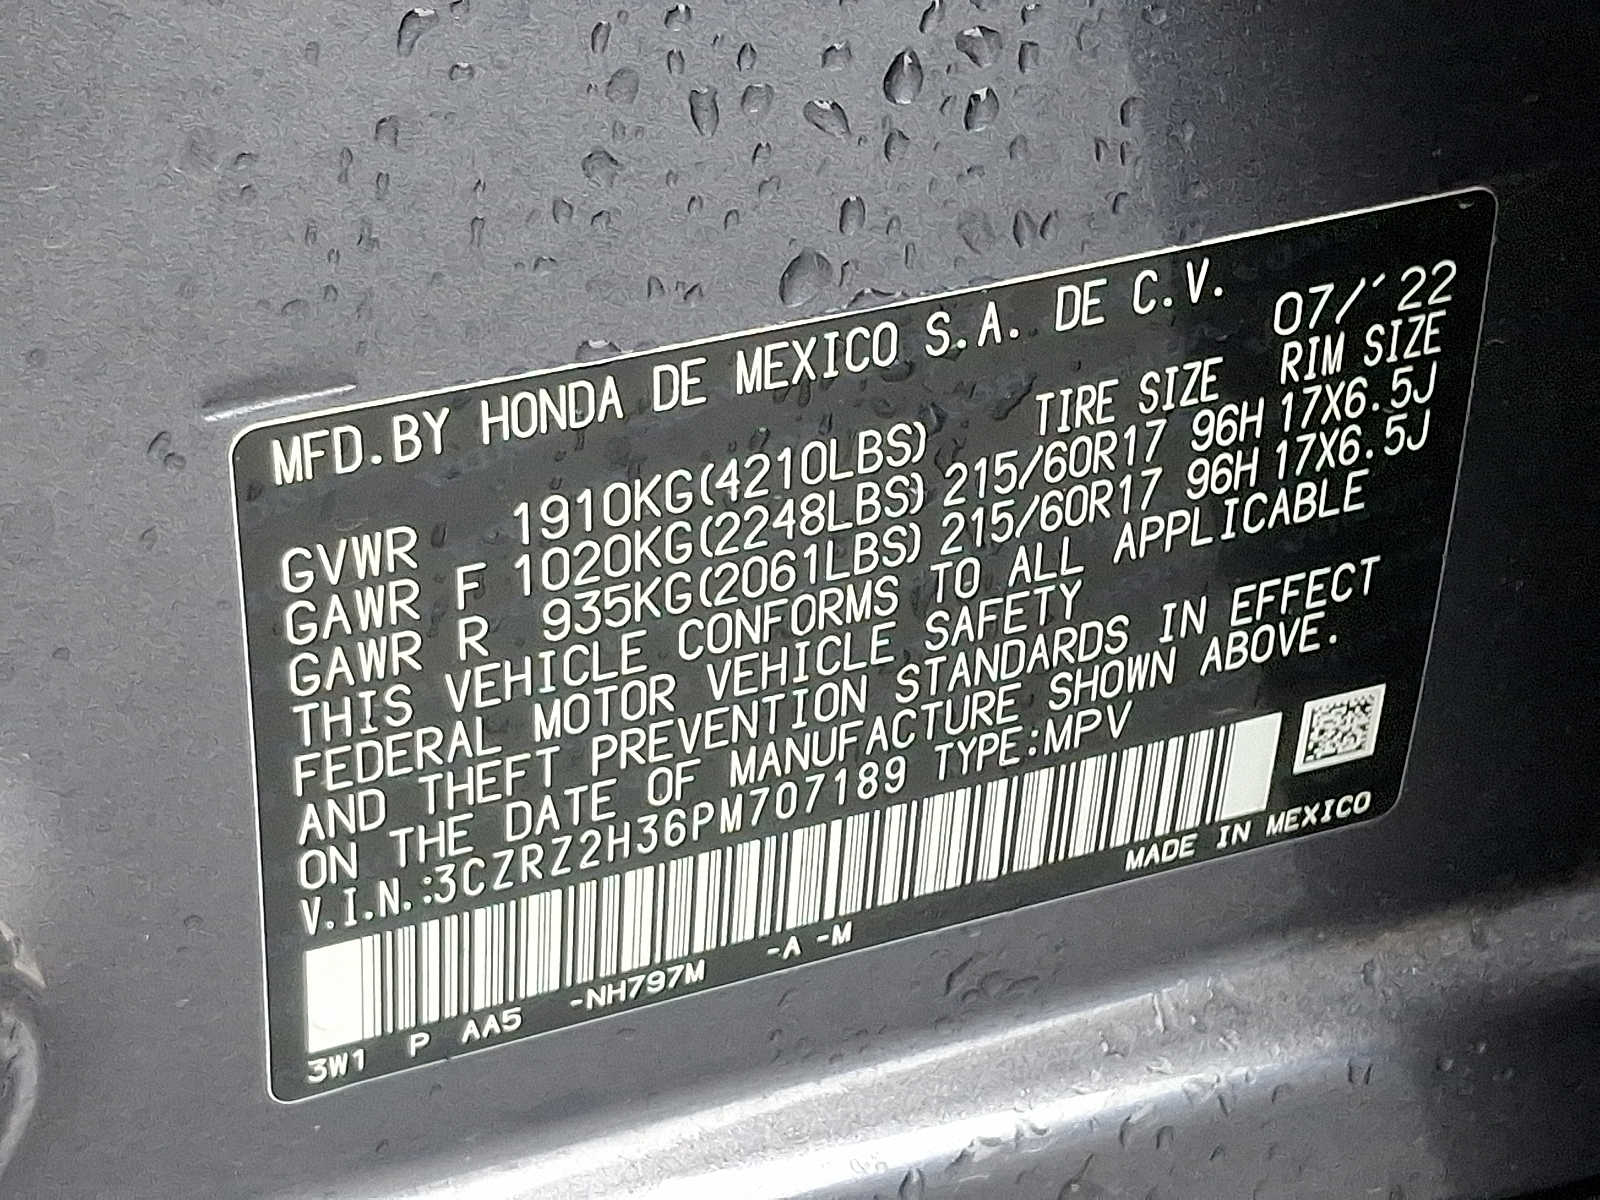 MFD.BY HONDA DE MEXICO S.A. DE C.V. 07/'22
TIRE SIZE RIM SIZE
GVWR 1910KG(4210LBS)
GAWR F 1020KG(2248LBS) 215/60R17 96H 17X6.5J
GAWR R 935KG(2061LBS) 215/60R17 96H 17X6.5J
THIS VEHICLE CONFORMS TO ALL APPLICABLE
FEDERAL MOTOR VEHICLE SAFETY
AND THEFT PREVENTION STANDARDS IN EFFECT
ON THE DATE OF MANUFACTURE SHOWN ABOVE.
V.I.N.:3CZRZ2H36PM707189 TYPE:MPV
MADE IN MEXICO
3W1 P AA5 -NH797M -A -M